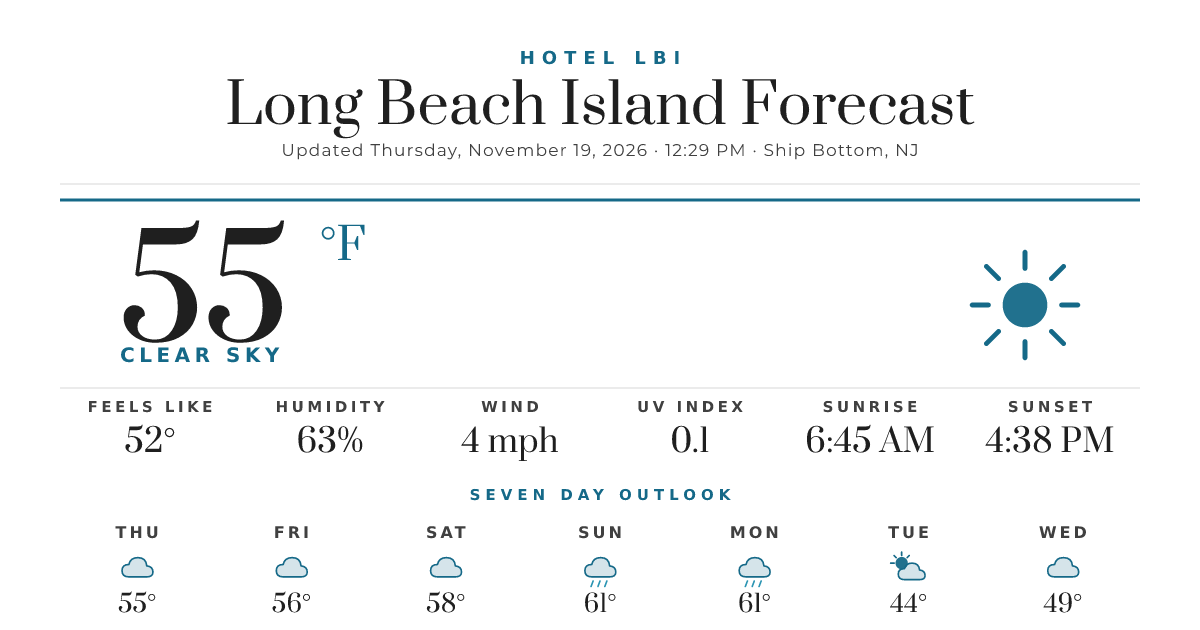 HOTEL LBI
Long Beach Island Forecast
Updated Thursday, November 19, 2026 · 12:29 PM · Ship Bottom, NJ
55 °F
CLEAR SKY
FEELS LIKE HUMIDITY WIND UV INDEX SUNRISE SUNSET
52° 63% 4 mph 0.1 6:45 AM 4:38 PM
SEVEN DAY OUTLOOK
THU FRI SAT SUN MON TUE WED
55° 56° 58° 61° 61° 44° 49°